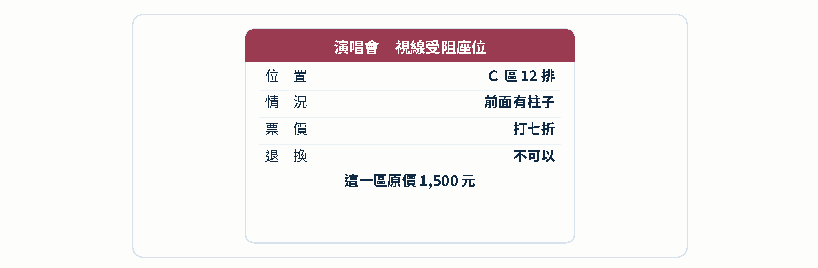 演唱會　視線受阻座位
位　置　C 區 12 排
情　況　前面有柱子
票　價　打七折
退　換　不可以
這一區原價 1,500 元